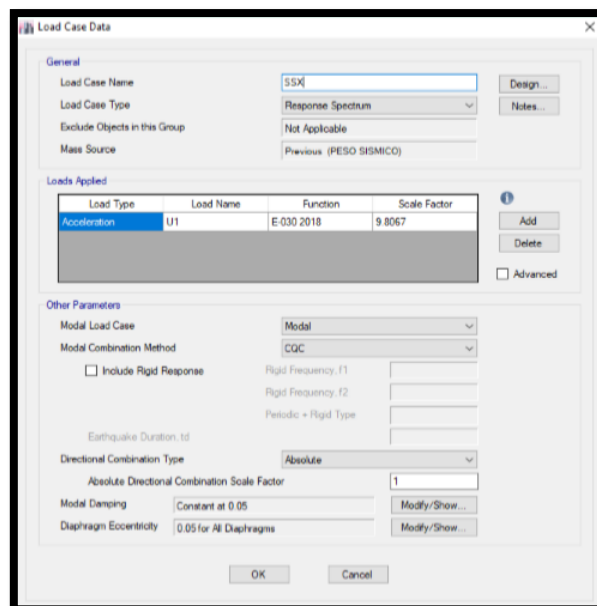 Load Case Data
General
Load Case Name SSX Design...
Load Case Type Response Spectrum Notes...
Exclude Objects in this Group Not Applicable
Mass Source Previous (PESO SISMICO)
Loads Applied
Load Type Load Name Function Scale Factor
Acceleration U1 E-030 2018 9.8067 Add
Delete
Advanced
Other Parameters
Modal Load Case Modal
Modal Combination Method CQC
Include Rigid Response Rigid Frequency, f1
Rigid Frequency, f2
Periodic + Rigid Type
Earthquake Duration, td
Directional Combination Type Absolute
Absolute Directional Combination Scale Factor 1
Modal Damping Constant at 0.05 Modify/Show...
Diaphragm Eccentricity 0.05 for All Diaphragms Modify/Show...
OK Cancel